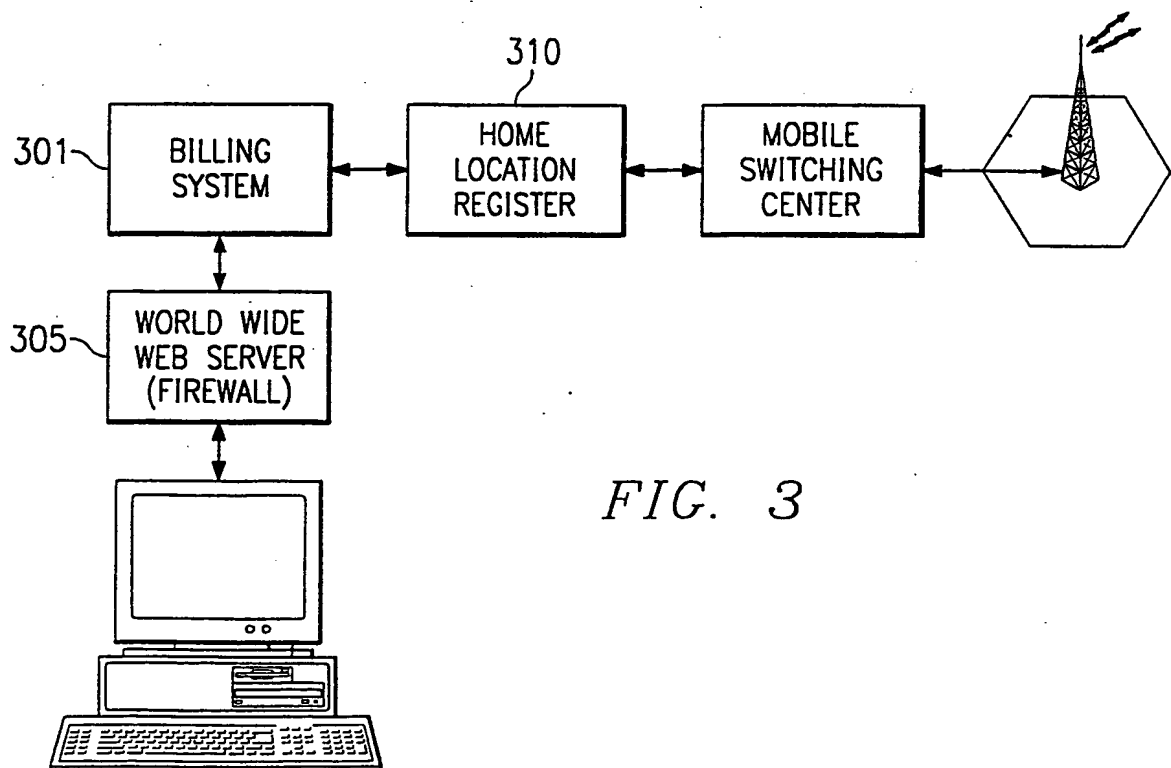 310
301
BILLING
SYSTEM
HOME
LOCATION
REGISTER
MOBILE
SWITCHING
CENTER
305
WORLD WIDE
WEB SERVER
(FIREWALL)
FIG. 3